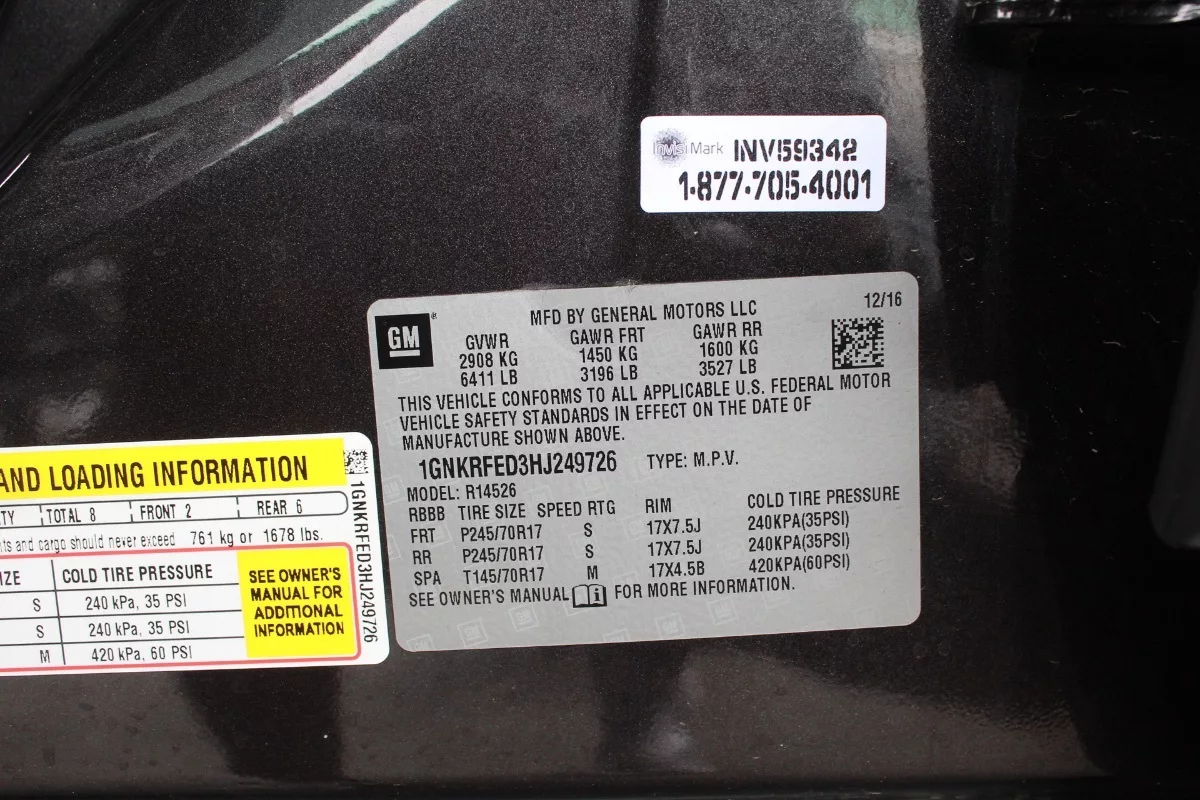 InvisiMark INV59342
1-877-705-4001
GM
MFD BY GENERAL MOTORS LLC 12/16
GVWR GAWR FRT GAWR RR
2908 KG 1450 KG 1600 KG
6411 LB 3196 LB 3527 LB
THIS VEHICLE CONFORMS TO ALL APPLICABLE U.S. FEDERAL MOTOR
VEHICLE SAFETY STANDARDS IN EFFECT ON THE DATE OF
MANUFACTURE SHOWN ABOVE.
1GNKRFED3HJ249726 TYPE: M.P.V.
MODEL: R14526
RBBB TIRE SIZE SPEED RTG RIM COLD TIRE PRESSURE
FRT P245/70R17 S 17X7.5J 240KPA(35PSI)
RR P245/70R17 S 17X7.5J 240KPA(35PSI)
SPA T145/70R17 M 17X4.5B 420KPA(60PSI)
SEE OWNER'S MANUAL FOR MORE INFORMATION.
AND LOADING INFORMATION
TOTAL 8 FRONT 2 REAR 6
and cargo should never exceed 761 kg or 1678 lbs.
COLD TIRE PRESSURE
S 240 kPa, 35 PSI
S 240 kPa, 35 PSI
M 420 kPa, 60 PSI
SEE OWNER'S
MANUAL FOR
ADDITIONAL
INFORMATION
1GNKRFED3HJ249726